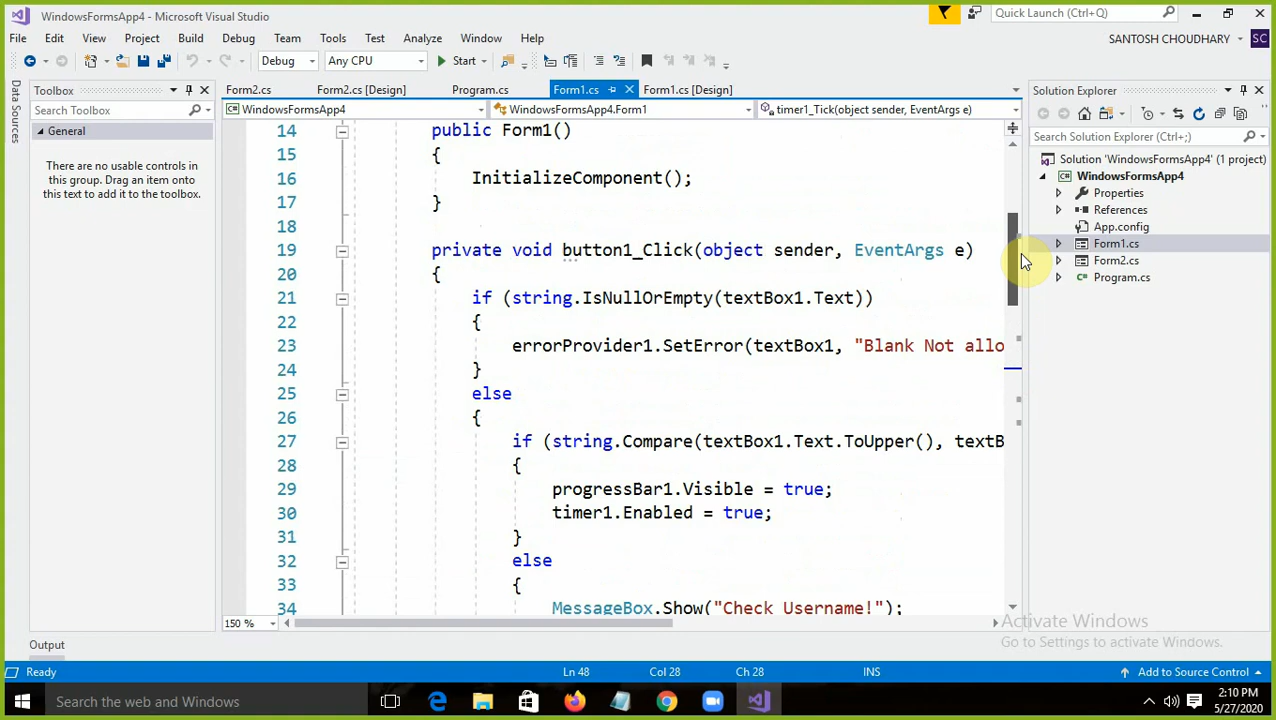 WindowsFormsApp4 - Microsoft Visual Studio
Quick Launch (Ctrl+Q)
File Edit View Project Build Debug Team Tools Test Analyze Window Help
SANTOSH CHOUDHARY SC
Debug Any CPU Start
Data Sources
Toolbox
Search Toolbox
General
There are no usable controls in
this group. Drag an item onto
this text to add it to the toolbox.
Form2.cs Form2.cs [Design] Program.cs Form1.cs Form1.cs [Design]
WindowsFormsApp4 WindowsFormsApp4.Form1 timer1_Tick(object sender, EventArgs e)
14 public Form1()
15 {
16 InitializeComponent();
17 }
18
19 private void button1_Click(object sender, EventArgs e)
20 {
21 if (string.IsNullOrEmpty(textBox1.Text))
22 {
23 errorProvider1.SetError(textBox1, "Blank Not allo
24 }
25 else
26 {
27 if (string.Compare(textBox1.Text.ToUpper(), textB
28 {
29 progressBar1.Visible = true;
30 timer1.Enabled = true;
31 }
32 else
33 {
34 MessageBox.Show("Check Username!");
150 %
Solution Explorer
Search Solution Explorer (Ctrl+;)
Solution 'WindowsFormsApp4' (1 project)
C# WindowsFormsApp4
Properties
References
App.config
Form1.cs
Form2.cs
C# Program.cs
Activate Windows
Go to Settings to activate Windows.
Output
Ready Ln 48 Col 28 Ch 28 INS Add to Source Control
Search the web and Windows
2:10 PM
5/27/2020